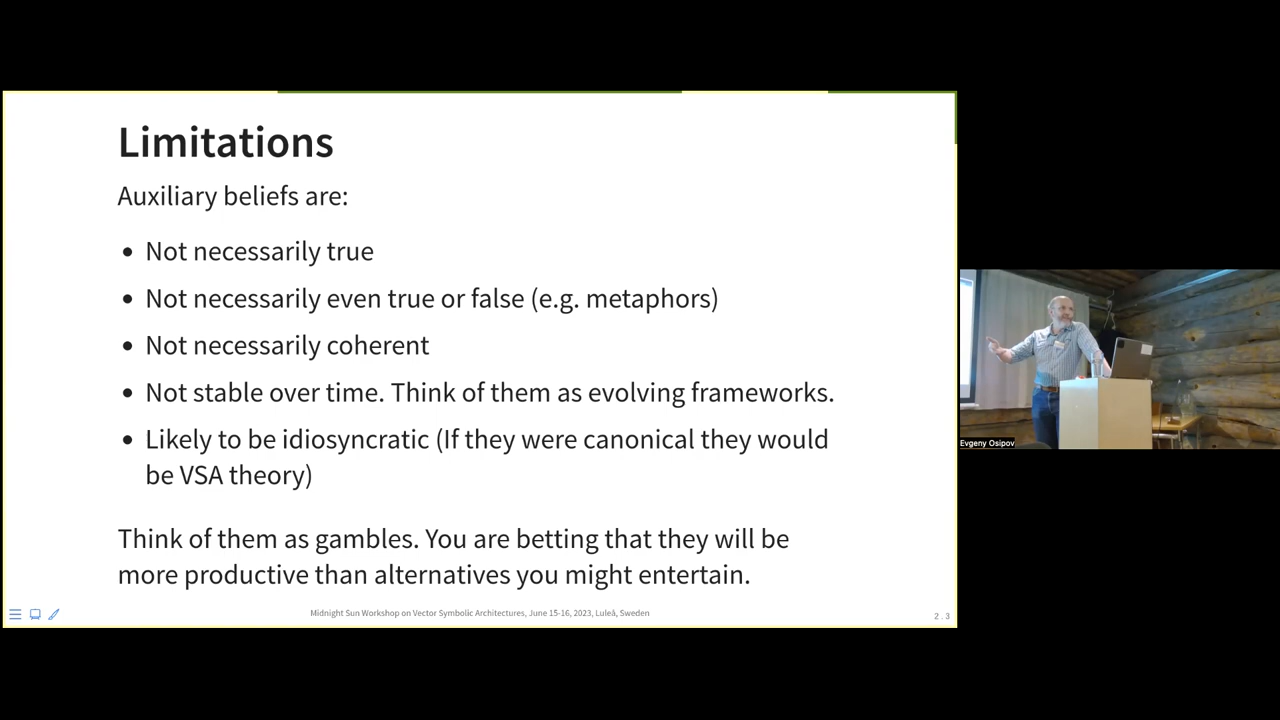 Limitations
Auxiliary beliefs are:
• Not necessarily true
• Not necessarily even true or false (e.g. metaphors)
• Not necessarily coherent
• Not stable over time. Think of them as evolving frameworks.
• Likely to be idiosyncratic (If they were canonical they would
be VSA theory)
Think of them as gambles. You are betting that they will be
more productive than alternatives you might entertain.
Midnight Sun Workshop on Vector Symbolic Architectures, June 15-16, 2023, Luleå, Sweden
2.3
Evgeny Osipov